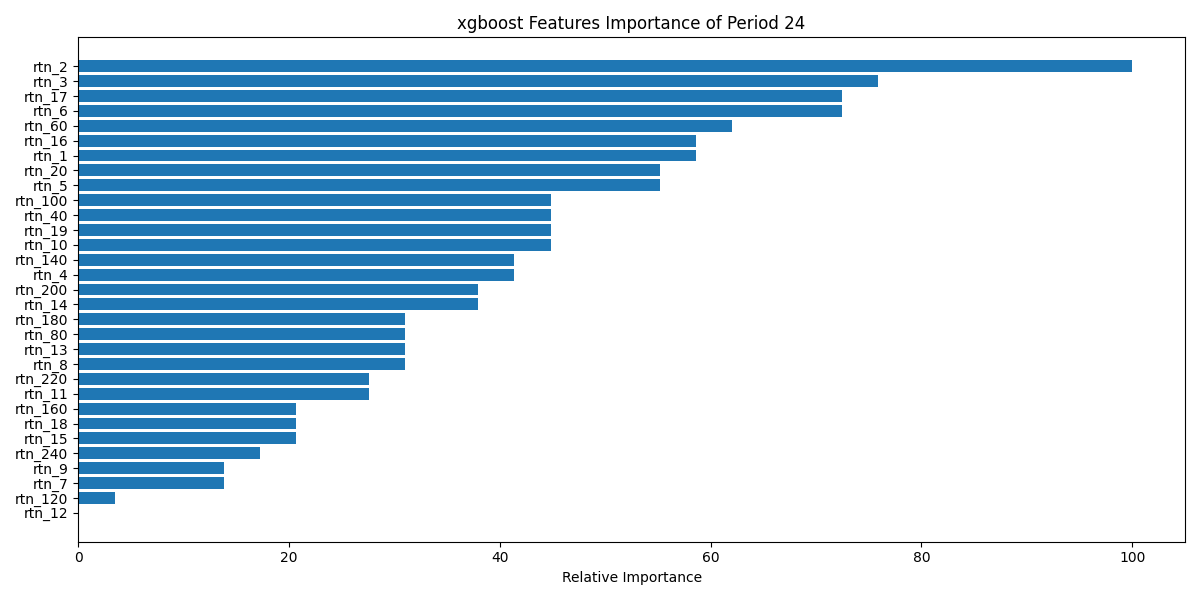 xgboost Features Importance of Period 24
rtn_2
rtn_3
rtn_17
rtn_6
rtn_60
rtn_16
rtn_1
rtn_20
rtn_5
rtn_100
rtn_40
rtn_19
rtn_10
rtn_140
rtn_4
rtn_200
rtn_14
rtn_180
rtn_80
rtn_13
rtn_8
rtn_220
rtn_11
rtn_160
rtn_18
rtn_15
rtn_240
rtn_9
rtn_7
rtn_120
rtn_12
0 20 40 60 80 100
Relative Importance